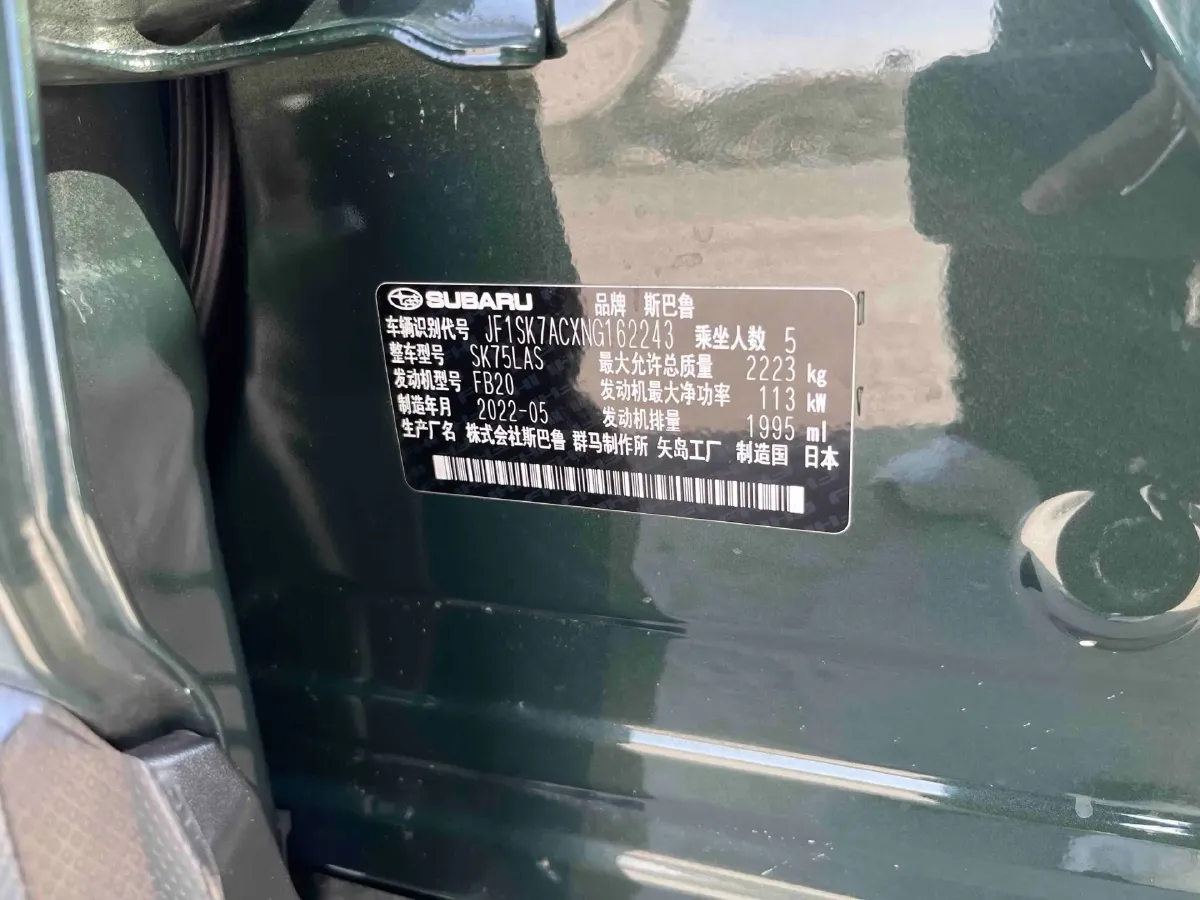 SUBARU 品牌 斯巴鲁
车辆识别代号 JF1SK7ACXNG162243 乘坐人数 5
整车型号 SK75LAS 最大允许总质量 2223 kg
发动机型号 FB20 发动机最大净功率 113 kW
制造年月 2022-05 发动机排量 1995 ml
生产厂名 株式会社斯巴鲁 群马制作所 矢岛工厂 制造国 日本